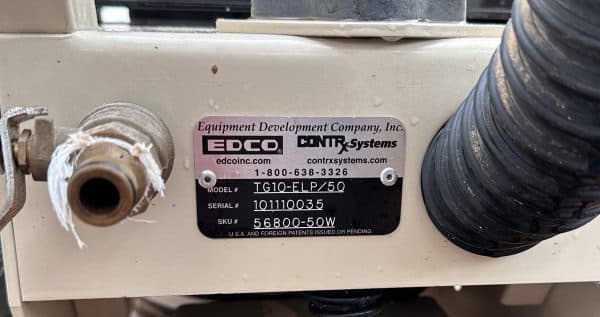 Equipment Development Company, Inc.
EDCO. CONTRxSystems
edcoinc.com contrxsystems.com
1-800-638-3326
MODEL # TG10-ELP/50
SERIAL # 101110035
SKU # 56800-50W
U.S.A. AND FOREIGN PATENTS ISSUED OR PENDING.